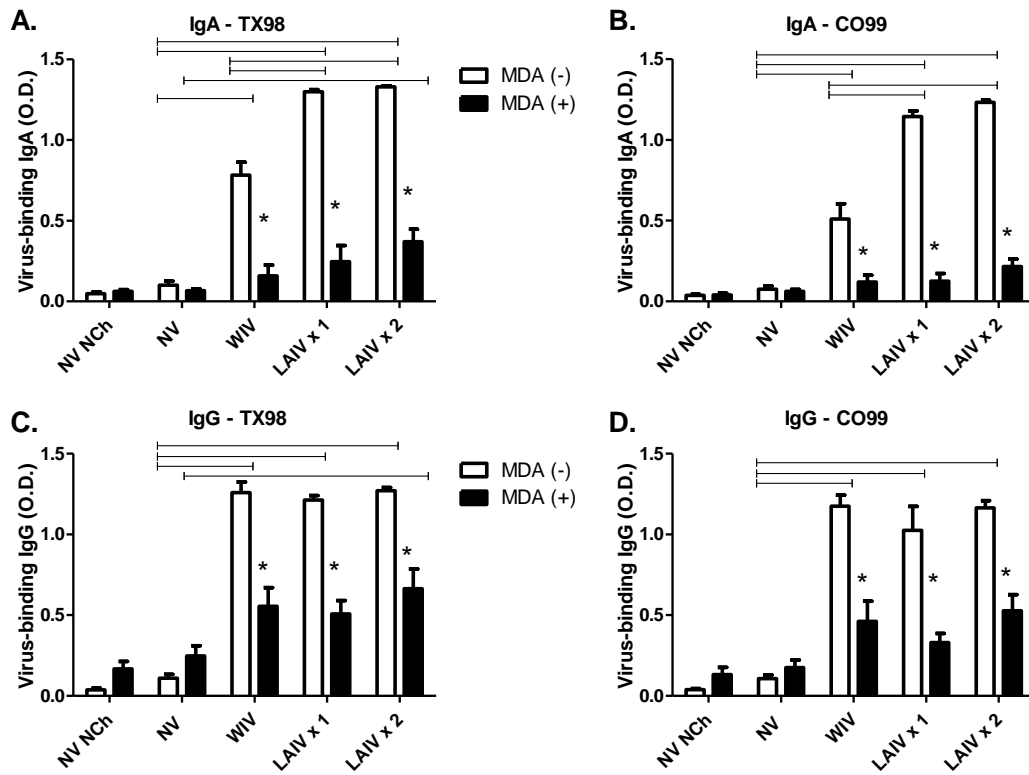 A.
IgA - TX98
Virus-binding IgA (O.D.)
1.5
1.0
0.5
0.0
* * *
NV NCh
NV
WIV
LAIV x 1
LAIV x 2
MDA (-)
MDA (+)
B.
IgA - CO99
Virus-binding IgA (O.D.)
1.5
1.0
0.5
0.0
* * *
NV NCh
NV
WIV
LAIV x 1
LAIV x 2
C.
IgG - TX98
Virus-binding IgG (O.D.)
1.5
1.0
0.5
0.0
* * *
NV NCh
NV
WIV
LAIV x 1
LAIV x 2
MDA (-)
MDA (+)
D.
IgG - CO99
Virus-binding IgG (O.D.)
1.5
1.0
0.5
0.0
* * *
NV NCh
NV
WIV
LAIV x 1
LAIV x 2